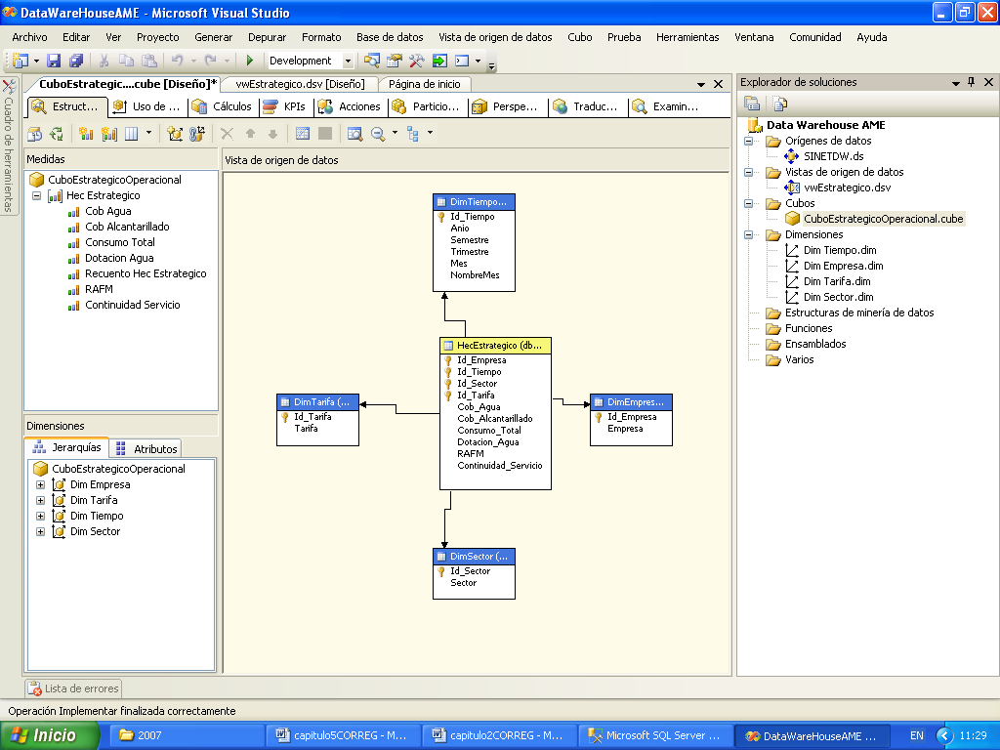 DataWareHouseAME - Microsoft Visual Studio
Archivo Editar Ver Proyecto Generar Depurar Formato Base de datos Vista de origen de datos Cubo Prueba Herramientas Ventana Comunidad Ayuda
Development
Cuadro de herramientas
CuboEstrategic....cube [Diseño]* vwEstrategico.dsv [Diseño] Página de inicio
Estruct... Uso de ... Cálculos KPIs Acciones Particio... Perspe... Traduc... Examin...
Medidas
CuboEstrategicoOperacional
Hec Estrategico
Cob Agua
Cob Alcantarillado
Consumo Total
Dotacion Agua
Recuento Hec Estrategico
RAFM
Continuidad Servicio
Dimensiones
Jerarquías Atributos
CuboEstrategicoOperacional
Dim Empresa
Dim Tarifa
Dim Tiempo
Dim Sector
Vista de origen de datos
DimTiempo...
Id_Tiempo
Anio
Semestre
Trimestre
Mes
NombreMes
HecEstrategico (db...
Id_Empresa
Id_Tiempo
Id_Sector
Id_Tarifa
Cob_Agua
Cob_Alcantarillado
Consumo_Total
Dotacion_Agua
RAFM
Continuidad_Servicio
DimTarifa (...
Id_Tarifa
Tarifa
DimEmpres...
Id_Empresa
Empresa
DimSector (...
Id_Sector
Sector
Explorador de soluciones
Data Warehouse AME
Orígenes de datos
SINETDW.ds
Vistas de origen de datos
vwEstrategico.dsv
Cubos
CuboEstrategicoOperacional.cube
Dimensiones
Dim Tiempo.dim
Dim Empresa.dim
Dim Tarifa.dim
Dim Sector.dim
Estructuras de minería de datos
Funciones
Ensamblados
Varios
Lista de errores
Operación Implementar finalizada correctamente
Inicio 2007 capitulo5CORREG - M... capitulo2CORREG - M... Microsoft SQL Server ... DataWareHouseAME ... EN 11:29